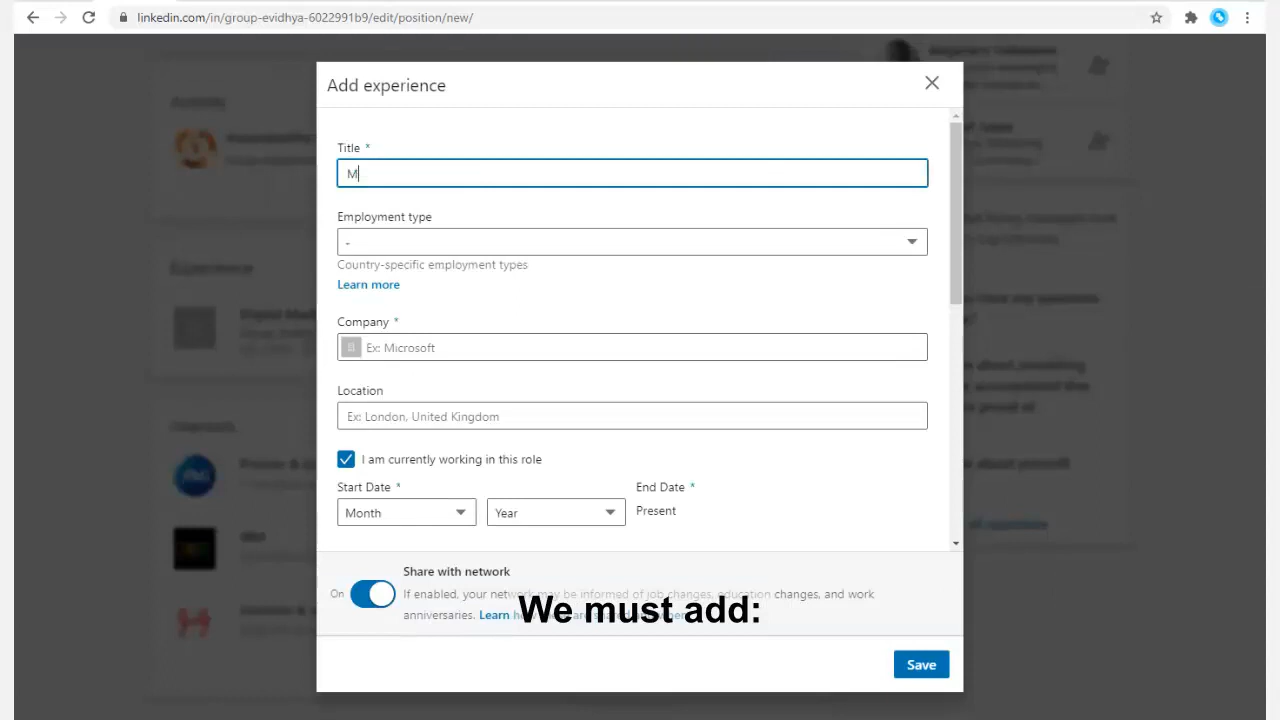 linkedin.com/in/group-evidhya-6022991b9/edit/position/new/
Add experience
Title *
M
Employment type
-
Country-specific employment types
Learn more
Company *
Ex: Microsoft
Location
Ex: London, United Kingdom
I am currently working in this role
Start Date *
End Date *
Month
Year
Present
Share with network
On
If enabled, your network may be informed of job changes, education changes, and work
anniversaries. Learn
We must add:
Save